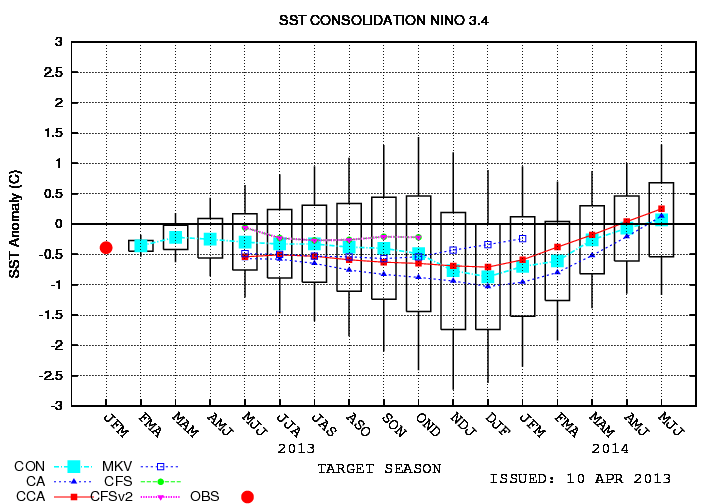 SST CONSOLIDATION NINO 3.4
3
2.5
2
1.5
1
0.5
0
-0.5
-1
-1.5
-2
-2.5
-3
SST Anomaly (C)
JFM FMA MAM AMJ MJJ JJA JAS ASO SON OND NDJ DJF JFM FMA MAM AMJ MJJ
2013 2014
TARGET SEASON
ISSUED: 10 APR 2013
CON MKV
CA CFS
CCA CFSv2 OBS